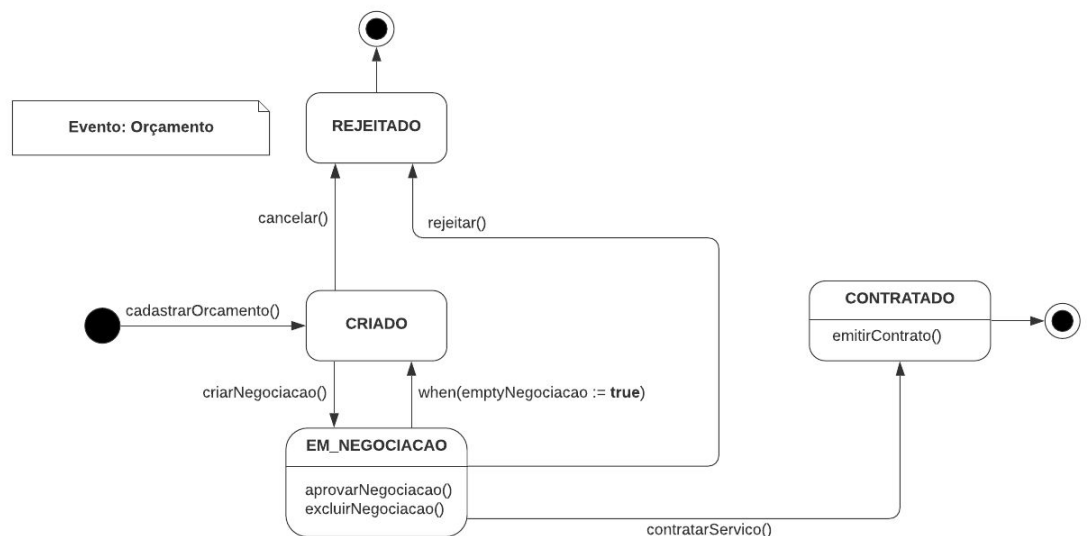 Evento: Orçamento
REJEITADO
cancelar()
rejeitar()
cadastrarOrcamento()
CRIADO
CONTRATADO
emitirContrato()
criarNegociacao()
when(emptyNegociacao := true)
EM_NEGOCIACAO
aprovarNegociacao()
excluirNegociacao()
contratarServico()